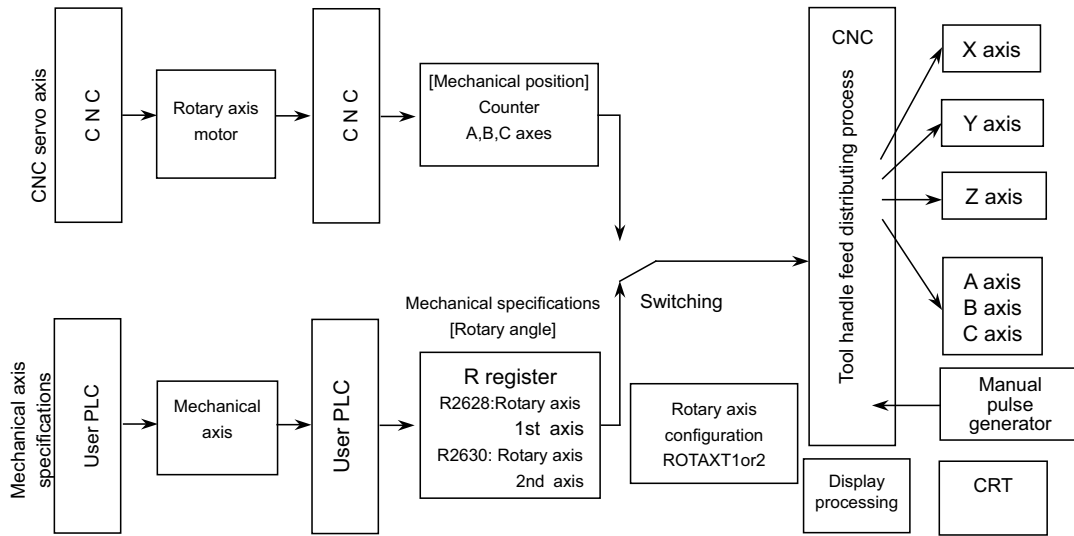 CNC servo axis
C N C
Rotary axis
motor
C N C
[Mechanical position]
Counter
A,B,C axes
CNC
Tool handle feed distributing process
X axis
Y axis
Z axis
A axis
B axis
C axis
Switching
Mechanical axis
specifications
User PLC
Mechanical
axis
User PLC
Mechanical specifications
[Rotary angle]
R register
R2628:Rotary axis
1st axis
R2630: Rotary axis
2nd axis
Rotary axis
configuration
ROTAXT1or2
Manual
pulse
generator
Display
processing
CRT